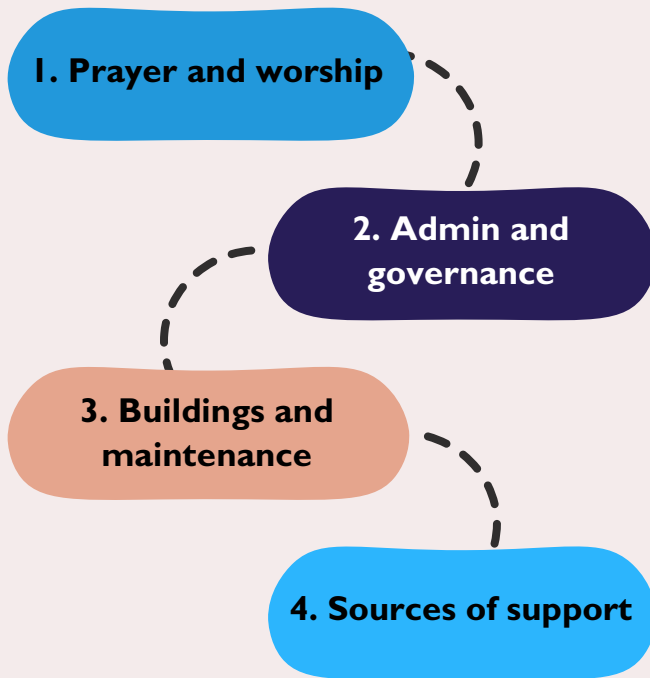 1. Prayer and worship
2. Admin and
governance
3. Buildings and
maintenance
4. Sources of support